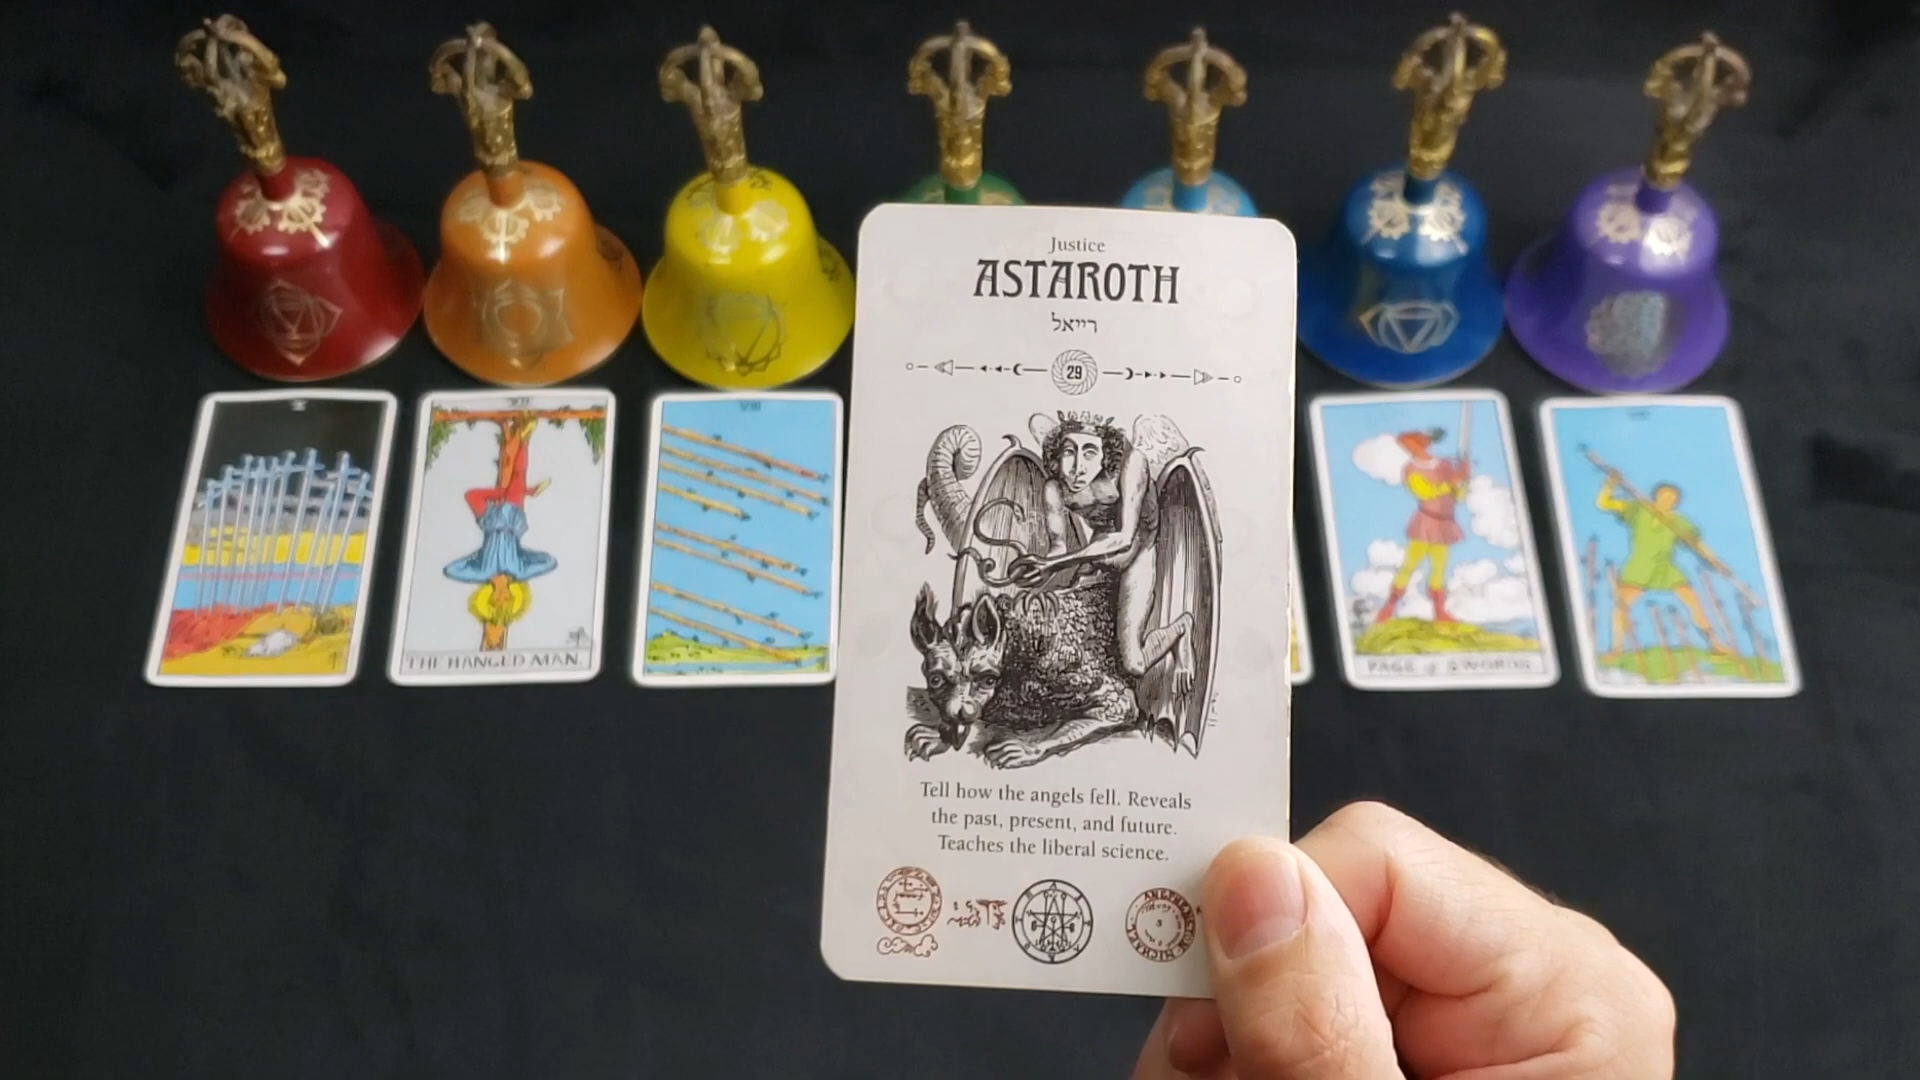 Justice
ASTAROTH
רייאל
29
THE HANGED MAN.
PAGE of SWORDS
Tell how the angels fell. Reveals
the past, present, and future.
Teaches the liberal science.